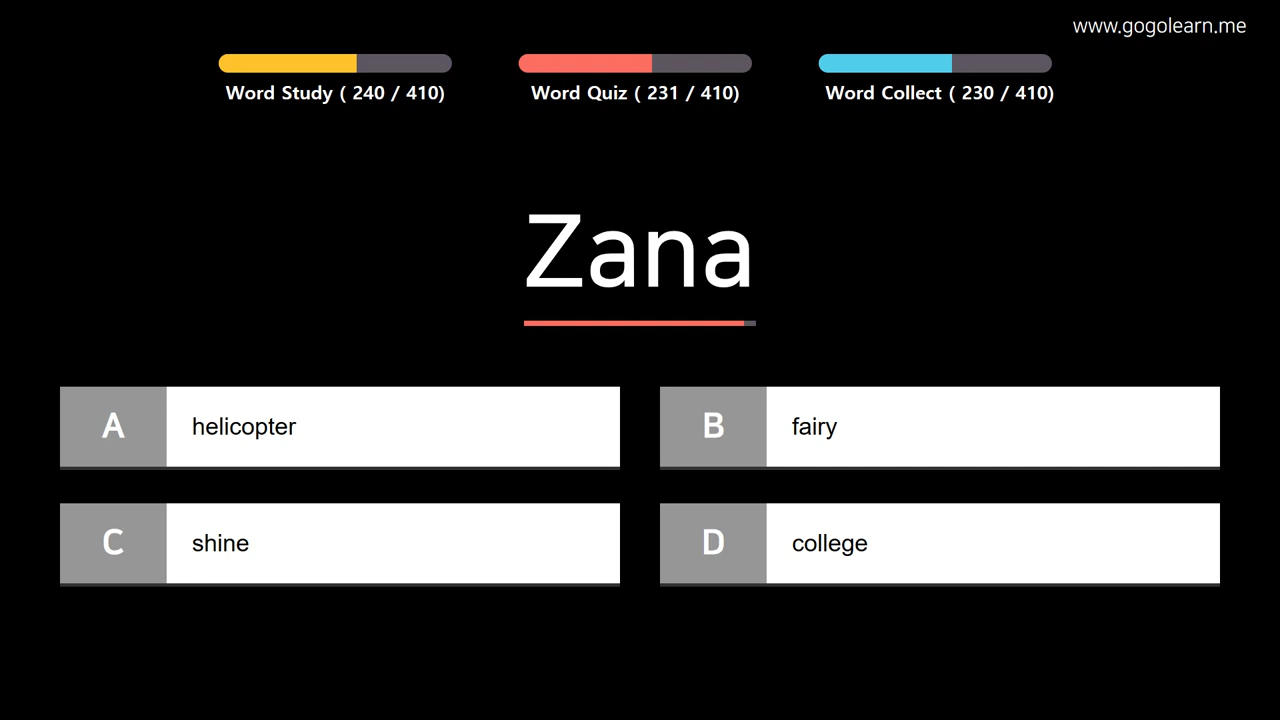 www.gogolearn.me
Word Study ( 240 / 410)
Word Quiz ( 231 / 410)
Word Collect ( 230 / 410)
Zana
A helicopter
B fairy
C shine
D college